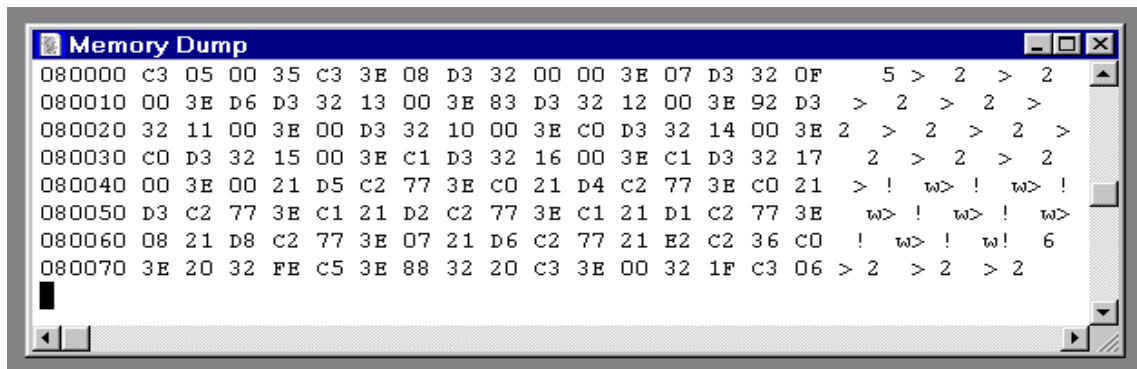 Memory Dump
080000 C3 05 00 35 C3 3E 08 D3 32 00 00 3E 07 D3 32 0F 5 > 2 > 2
080010 00 3E D6 D3 32 13 00 3E 83 D3 32 12 00 3E 92 D3 > 2 > 2 >
080020 32 11 00 3E 00 D3 32 10 00 3E C0 D3 32 14 00 3E 2 > 2 > 2 >
080030 C0 D3 32 15 00 3E C1 D3 32 16 00 3E C1 D3 32 17 2 > 2 > 2
080040 00 3E 00 21 D5 C2 77 3E C0 21 D4 C2 77 3E C0 21 > ! w> ! w> !
080050 D3 C2 77 3E C1 21 D2 C2 77 3E C1 21 D1 C2 77 3E w> ! w> ! w>
080060 08 21 D8 C2 77 3E 07 21 D6 C2 77 21 E2 C2 36 C0 ! w> ! w! 6
080070 3E 20 32 FE C5 3E 88 32 20 C3 3E 00 32 1F C3 06 > 2 > 2 > 2